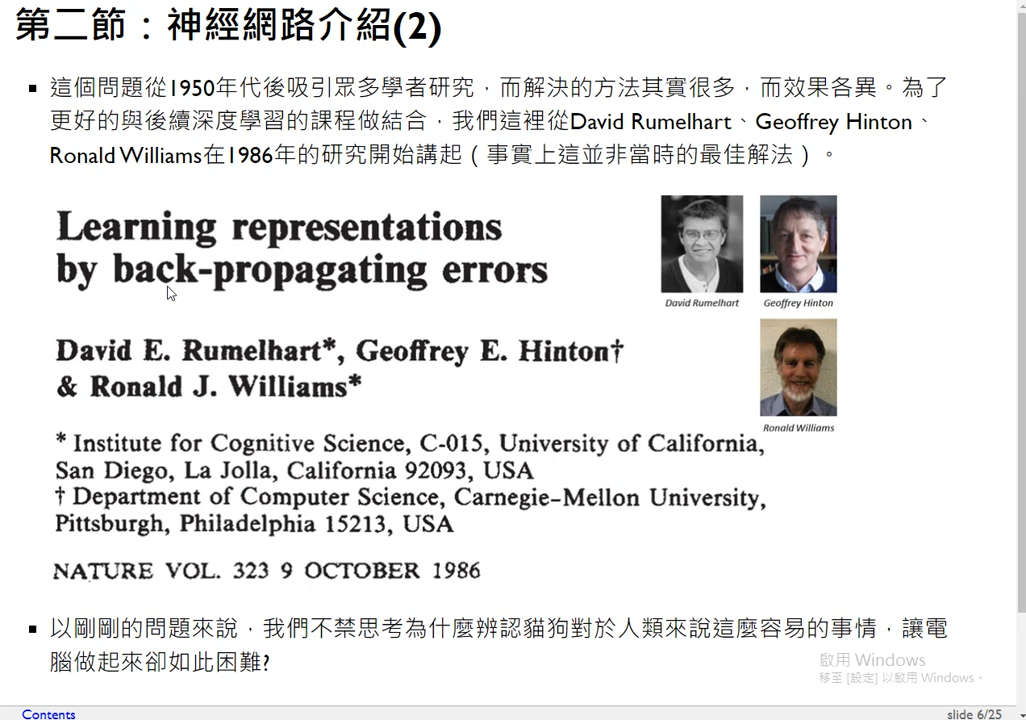 第二節：神經網路介紹(2)
▪ 這個問題從1950年代後吸引眾多學者研究，而解決的方法其實很多，而效果各異。為了
更好的與後續深度學習的課程做結合，我們這裡從David Rumelhart、Geoffrey Hinton、
Ronald Williams在1986年的研究開始講起（事實上這並非當時的最佳解法）。
Learning representations
by back-propagating errors
David E. Rumelhart*, Geoffrey E. Hinton†
& Ronald J. Williams*
* Institute for Cognitive Science, C-015, University of California,
San Diego, La Jolla, California 92093, USA
† Department of Computer Science, Carnegie-Mellon University,
Pittsburgh, Philadelphia 15213, USA
NATURE VOL. 323 9 OCTOBER 1986
David Rumelhart
Geoffrey Hinton
Ronald Williams
▪ 以剛剛的問題來說，我們不禁思考為什麼辨認貓狗對於人類來說這麼容易的事情，讓電
腦做起來卻如此困難?
啟用 Windows
移至 [設定] 以啟用 Windows。
Contents
slide 6/25